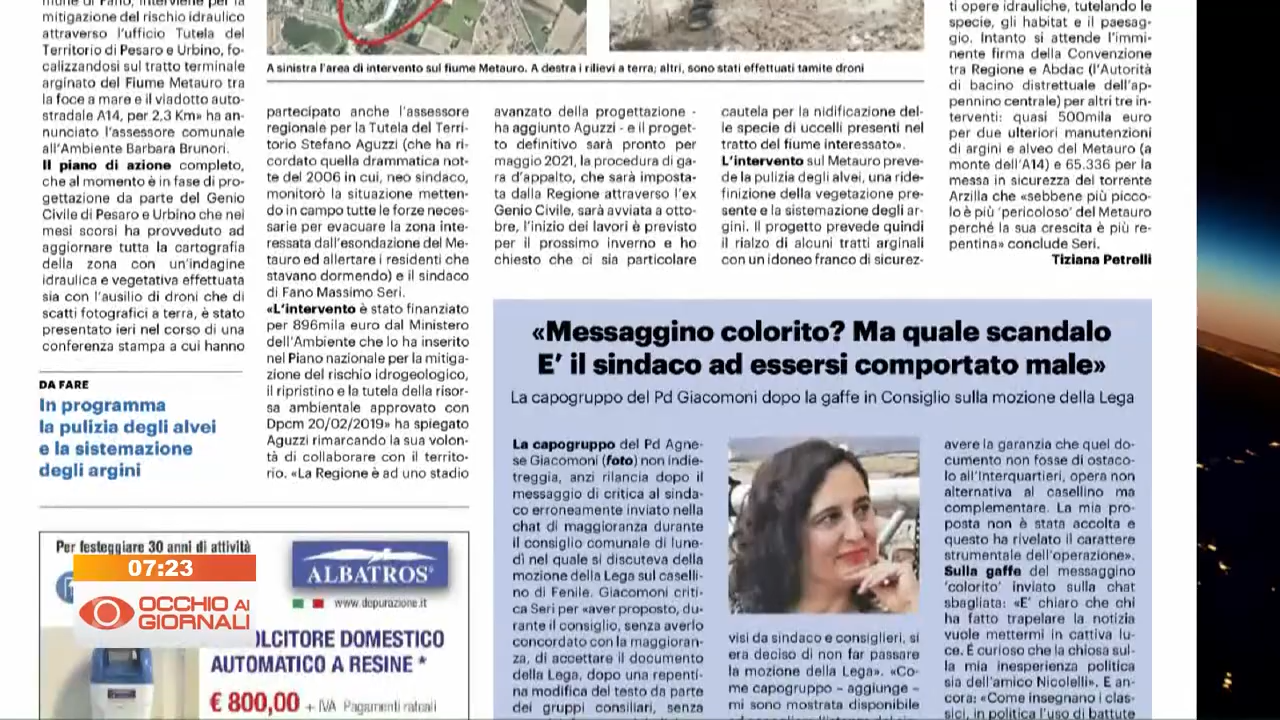 mune di Fano, interviene per la
mitigazione del rischio idraulico
attraverso l'ufficio Tutela del
Territorio di Pesaro e Urbino, fo-
calizzandosi sul tratto terminale
arginato del Fiume Metauro tra
la foce a mare e il viadotto auto-
stradale A14, per 2,3 Km» ha an-
nunciato l'assessore comunale
all'Ambiente Barbara Brunori.
Il piano di azione completo,
che al momento è in fase di pro-
gettazione da parte del Genio
Civile di Pesaro e Urbino che nei
mesi scorsi ha provveduto ad
aggiornare tutta la cartografia
della zona con un'indagine
idraulica e vegetativa effettuata
sia con l'ausilio di droni che di
scatti fotografici a terra, è stato
presentato ieri nel corso di una
conferenza stampa a cui hanno
DA FARE
In programma
la pulizia degli alvei
e la sistemazione
degli argini
A sinistra l'area di intervento sul fiume Metauro. A destra i rilievi a terra; altri, sono stati effettuati tamite droni
partecipato anche l'assessore
regionale per la Tutela del Terri-
torio Stefano Aguzzi (che ha ri-
cordato quella drammatica not-
te del 2006 in cui, neo sindaco,
monitorò la situazione metten-
do in campo tutte le forze neces-
sarie per evacuare la zona inte-
ressata dall'esondazione del Me-
tauro ed allertare i residenti che
stavano dormendo) e il sindaco
di Fano Massimo Seri.
«L'intervento è stato finanziato
per 896mila euro dal Ministero
dell'Ambiente che lo ha inserito
nel Piano nazionale per la mitiga-
zione del rischio idrogeologico,
il ripristino e la tutela della risor-
sa ambientale approvato con
Dpcm 20/02/2019» ha spiegato
Aguzzi rimarcando la sua volon-
tà di collaborare con il territo-
rio. «La Regione è ad uno stadio
avanzato della progettazione -
ha aggiunto Aguzzi - e il proget-
to definitivo sarà pronto per
maggio 2021, la procedura di ga-
ra d'appalto, che sarà imposta-
ta dalla Regione attraverso l'ex
Genio Civile, sarà avviata a otto-
bre, l'inizio dei lavori è previsto
per il prossimo inverno e ho
chiesto che ci sia particolare
cautela per la nidificazione del-
le specie di uccelli presenti nel
tratto del fiume interessato».
L'intervento sul Metauro preve-
de la pulizia degli alvei, una ride-
finizione della vegetazione pre-
sente e la sistemazione degli ar-
gini. Il progetto prevede quindi
il rialzo di alcuni tratti arginali
con un idoneo franco di sicurez-
ti opere idrauliche, tutelando le
specie, gli habitat e il paesag-
gio. Intanto si attende l'immi-
nente firma della Convenzione
tra Regione e Abdac (l'Autorità
di bacino distrettuale dell'ap-
pennino centrale) per altri tre in-
terventi: quasi 500mila euro
per due ulteriori manutenzioni
di argini e alveo del Metauro (a
monte dell'A14) e 65.336 per la
messa in sicurezza del torrente
Arzilla che «sebbene più picco-
lo è più 'pericoloso' del Metauro
perché la sua crescita è più re-
pentina» conclude Seri.
Tiziana Petrelli
«Messaggino colorito? Ma quale scandalo
E' il sindaco ad essersi comportato male»
La capogruppo del Pd Giacomoni dopo la gaffe in Consiglio sulla mozione della Lega
La capogruppo del Pd Agne-
se Giacomoni (foto) non indie-
treggia, anzi rilancia dopo il
messaggio di critica al sinda-
co erroneamente inviato nella
chat di maggioranza durante
il consiglio comunale di lune-
dì nel quale si discuteva della
mozione della Lega sul caselli-
no di Fenile. Giacomoni criti-
ca Seri per «aver proposto, du-
rante il consiglio, senza averlo
concordato con la maggioran-
za, di accettare il documento
della Lega, dopo una repenti-
na modifica del testo da parte
dei gruppi consiliari, senza
visi da sindaco e consiglieri, si
era deciso di non far passare
la mozione della Lega». «Co-
me capogruppo – aggiunge –
mi sono mostrata disponibile
avere la garanzia che quel do-
cumento non fosse di ostaco-
lo all'Interquartieri, opera non
alternativa al casellino ma
complementare. La mia pro-
posta non è stata accolta e
questo ha rivelato il carattere
strumentale dell'operazione».
Sulla gaffe del messaggino
'colorito' inviato sulla chat
sbagliata: «E' chiaro che chi
ha fatto trapelare la notizia
vuole mettermi in cattiva lu-
ce. È curioso che la chiosa sul-
la mia inesperienza politica
sia dell'amico Nicolelli». E an-
cora: «Come insegnano i clas-
sici, in politica l'uso di battute
Per festeggiare 30 anni di attività
ALBATROS®
www.depurazione.it
OLCITORE DOMESTICO
AUTOMATICO A RESINE *
€ 800,00 + IVA Pagamenti rateali
07:23
OCCHIO AI
GIORNALI